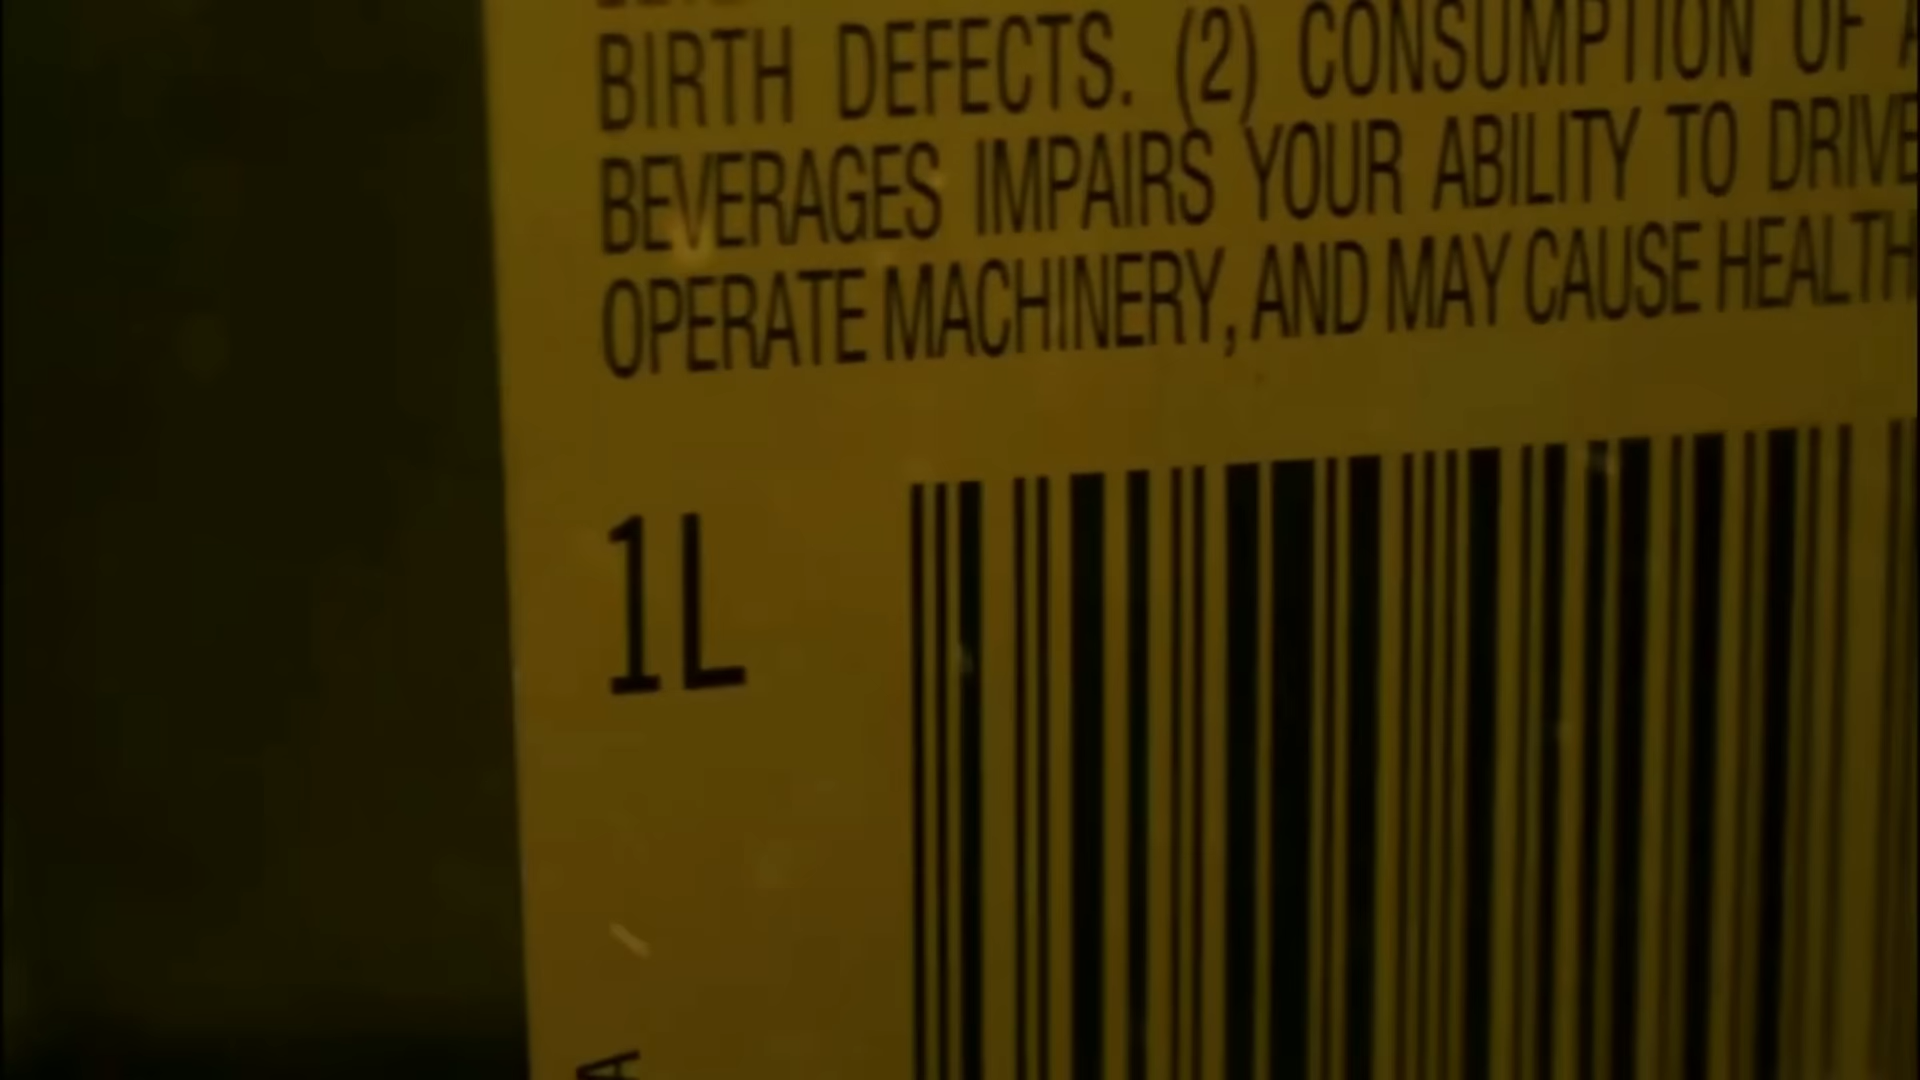 BIRTH DEFECTS. (2) CONSUMPTION OF
BEVERAGES IMPAIRS YOUR ABILITY TO DRIVE
OPERATE MACHINERY, AND MAY CAUSE HEALTH
1L
A